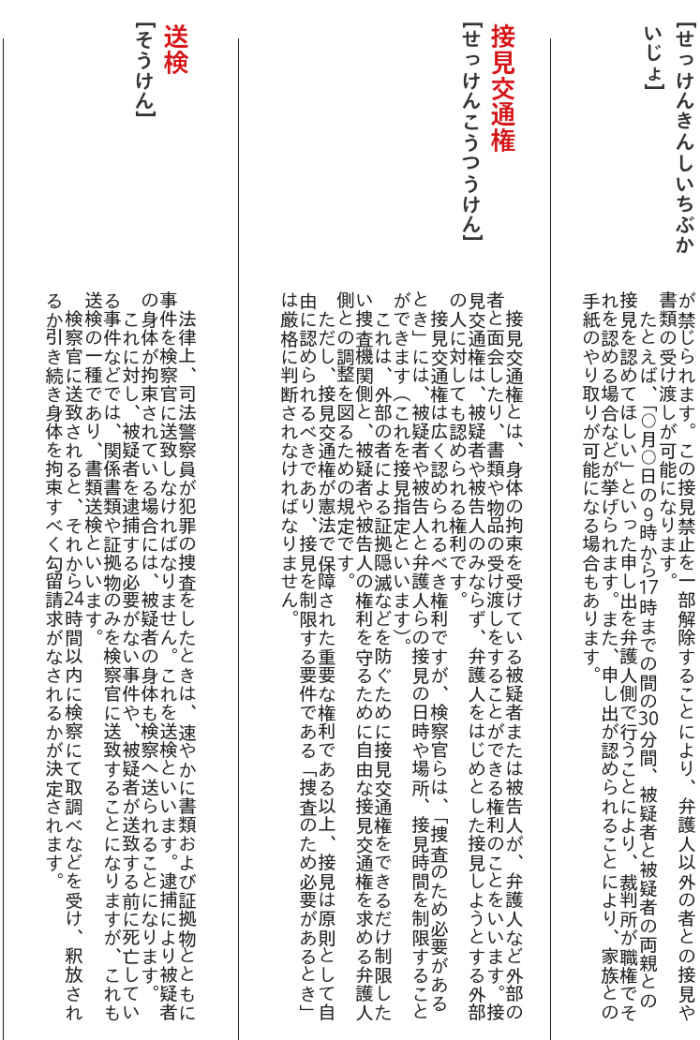 ［せっけんきんしいちぶか
いじょ］
が禁じられます。この接見禁止を一部解除することにより、弁護人以外の者との接見や
書類の受け渡しが可能になります。
たとえば、「〇月〇日の9時から17時までの間の30分間、被疑者と被疑者の両親との
接見を認めてほしい」といった申し出を弁護人側で行うことにより、裁判所が職権でそ
れを認める場合などが挙げられます。また、申し出が認められることにより、家族との
手紙のやり取りが可能になる場合もあります。
接見交通権
［せっけんこうつうけん］
接見交通権とは、身体の拘束を受けている被疑者または被告人が、弁護人など外部の
者と面会したり、書類や物品の受け渡しをすることができる権利のことをいいます。接
見交通権は、被疑者や被告人のみならず、弁護人をはじめとした接見しようとする外部
の人に対しても認められる権利です。
接見交通権は広く認められるべき権利ですが、検察官らは、「捜査のため必要がある
とき」には、被疑者や被告人と弁護人らの接見の日時や場所、接見時間を制限すること
ができます（これを接見指定といいます）。
これは、外部の者による証拠隠滅などを防ぐために接見交通権をできるだけ制限した
い捜査機関側と、被疑者や被告人の権利を守るために自由な接見交通権を求める弁護人
側との調整を図るための規定です。
ただし、接見交通権が憲法で保障された重要な権利である以上、接見は原則として自
由に認められるべきであり、接見を制限する要件である「捜査のため必要があるとき」
は厳格に判断されなければなりません。
送検
［そうけん］
法律上、司法警察員が犯罪の捜査をしたときは、速やかに書類および証拠物とともに
事件を検察官に送致しなければなりません。これを送検といいます。逮捕により被疑者
の身体が拘束されている場合には、被疑者の身体も検察へ送られることになります。
これに対し、被疑者を逮捕する必要がない事件や、被疑者が送致する前に死亡してい
る事件などでは、関係書類や証拠物のみを検察官に送致することになりますが、これも
送検の一種であり、書類送検といいます。
検察官に送致されると、それから24時間以内に検察にて取調べなどを受け、釈放され
るか引き続き身体を拘束すべく勾留請求がなされるかが決定されます。